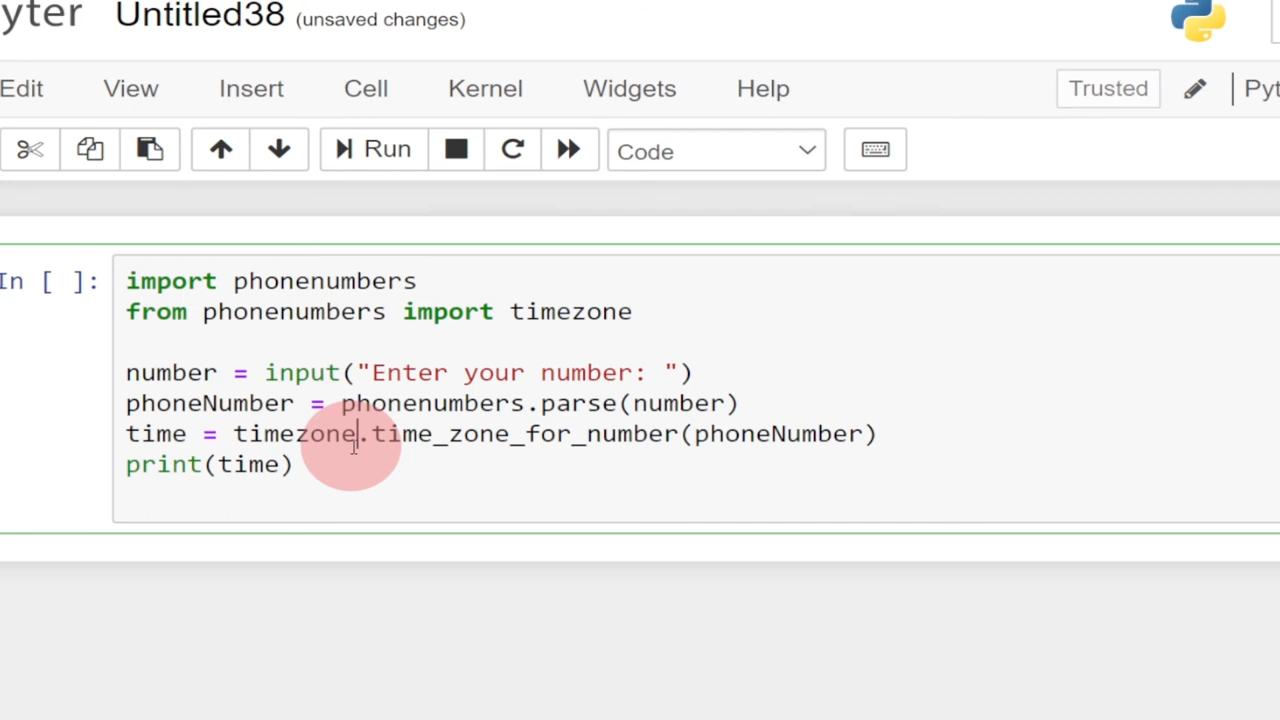 yter Untitled38 (unsaved changes)
Edit View Insert Cell Kernel Widgets Help Trusted Pyt
Run Code
In [ ]:
import phonenumbers
from phonenumbers import timezone
number = input("Enter your number: ")
phoneNumber = phonenumbers.parse(number)
time = timezone.time_zone_for_number(phoneNumber)
print(time)